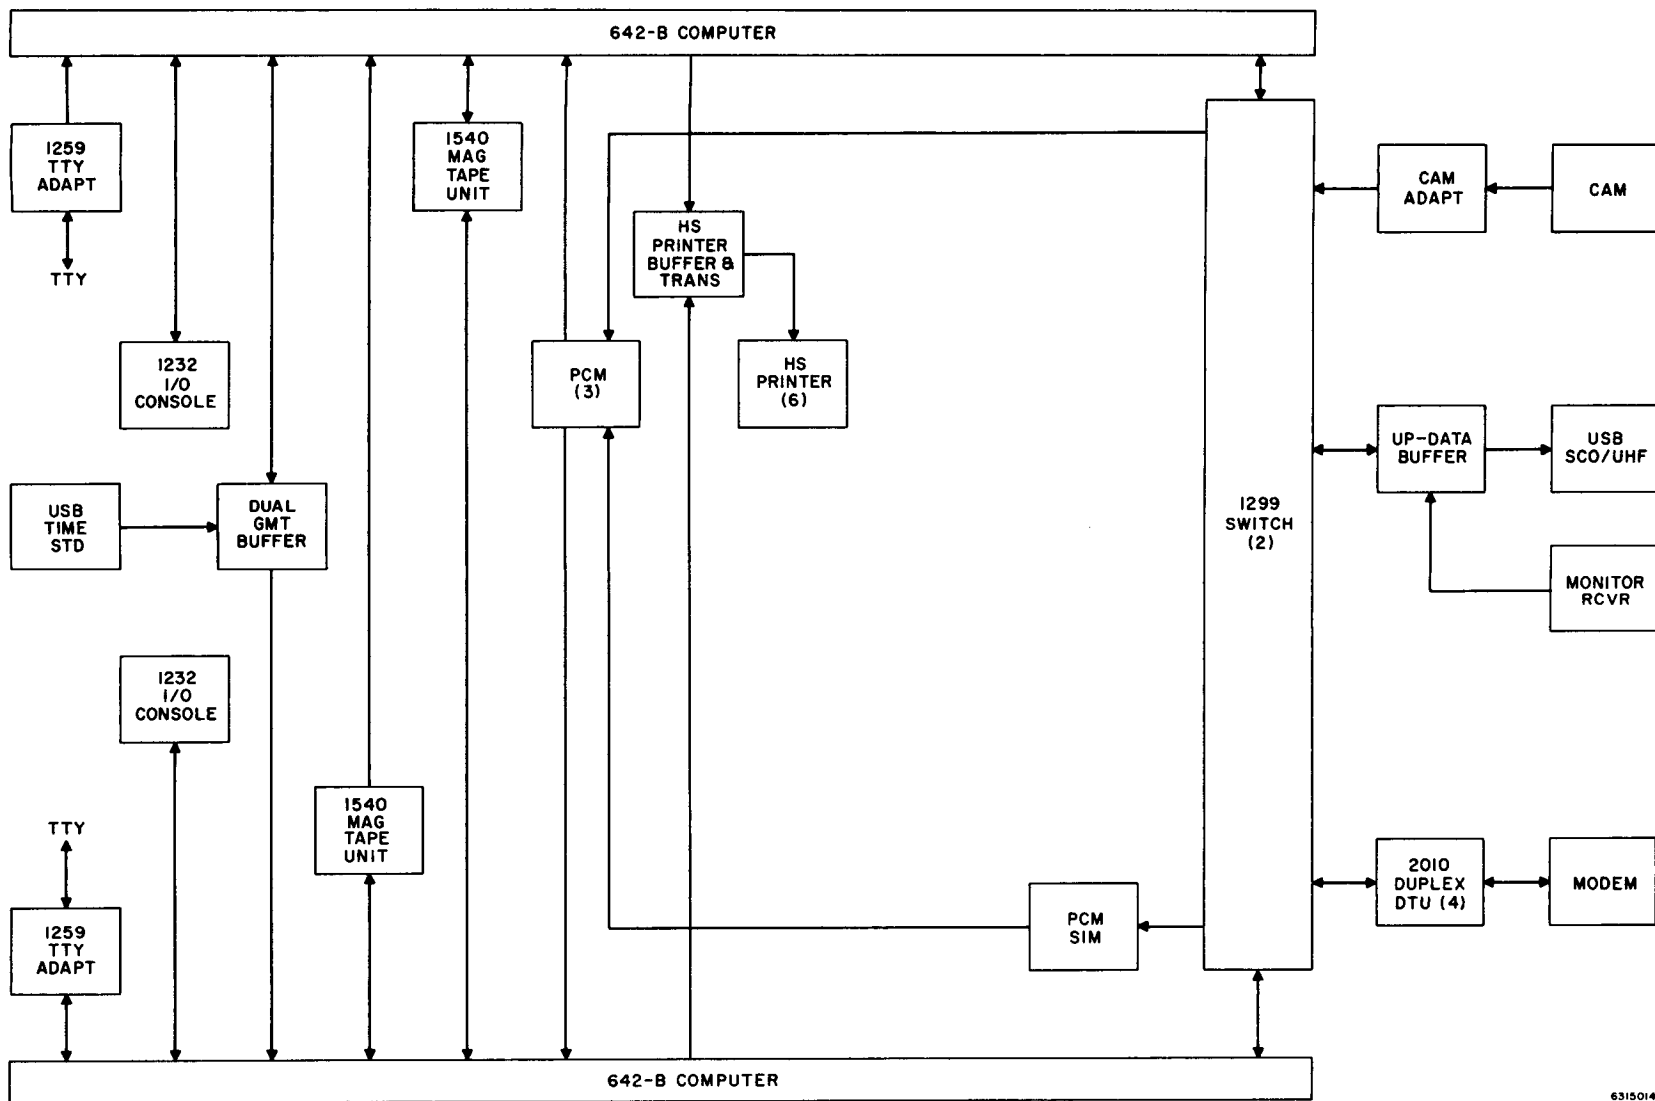 642-B COMPUTER
1259
TTY
ADAPT
TTY
1540
MAG
TAPE
UNIT
HS
PRINTER
BUFFER &
TRANS
CAM
ADAPT
CAM
1232
I/O
CONSOLE
PCM
(3)
HS
PRINTER
(6)
UP-DATA
BUFFER
USB
SCO/UHF
USB
TIME
STD
DUAL
GMT
BUFFER
1299
SWITCH
(2)
MONITOR
RCVR
1232
I/O
CONSOLE
1540
MAG
TAPE
UNIT
TTY
1259
TTY
ADAPT
PCM
SIM
2010
DUPLEX
DTU (4)
MODEM
642-B COMPUTER
6315014